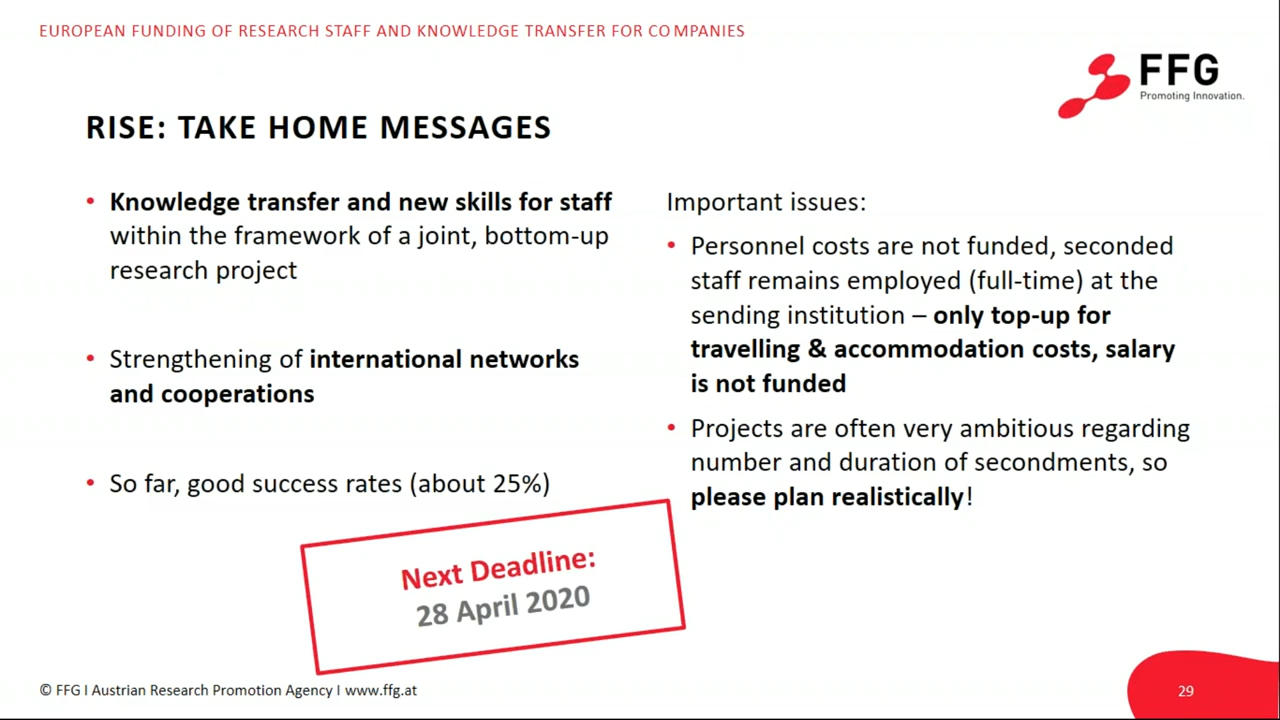 EUROPEAN FUNDING OF RESEARCH STAFF AND KNOWLEDGE TRANSFER FOR COMPANIES
FFG
Promoting Innovation.
RISE: TAKE HOME MESSAGES
• Knowledge transfer and new skills for staff
within the framework of a joint, bottom-up
research project
• Strengthening of international networks
and cooperations
• So far, good success rates (about 25%)
Important issues:
• Personnel costs are not funded, seconded
staff remains employed (full-time) at the
sending institution – only top-up for
travelling & accommodation costs, salary
is not funded
• Projects are often very ambitious regarding
number and duration of secondments, so
please plan realistically!
Next Deadline:
28 April 2020
© FFG I Austrian Research Promotion Agency I www.ffg.at
29